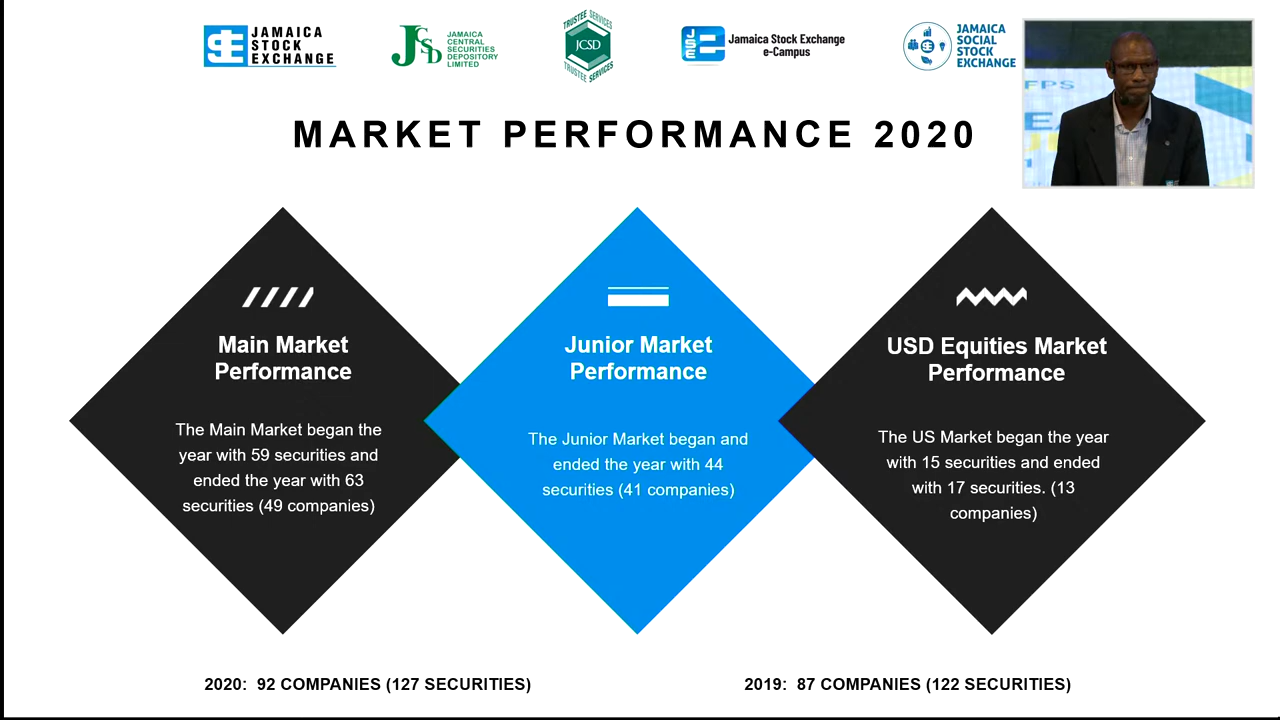 JAMAICA
STOCK
EXCHANGE
JCSD
JAMAICA
CENTRAL
SECURITIES
DEPOSITORY
LIMITED
TRUSTEE SERVICES
JCSD
TRUSTEE SERVICES
JSE
Jamaica Stock Exchange
e-Campus
JAMAICA
SOCIAL
STOCK
EXCHANGE
MARKET PERFORMANCE 2020
Main Market
Performance
The Main Market began the
year with 59 securities and
ended the year with 63
securities (49 companies)
Junior Market
Performance
The Junior Market began and
ended the year with 44
securities (41 companies)
USD Equities Market
Performance
The US Market began the year
with 15 securities and ended
with 17 securities. (13
companies)
2020: 92 COMPANIES (127 SECURITIES)
2019: 87 COMPANIES (122 SECURITIES)